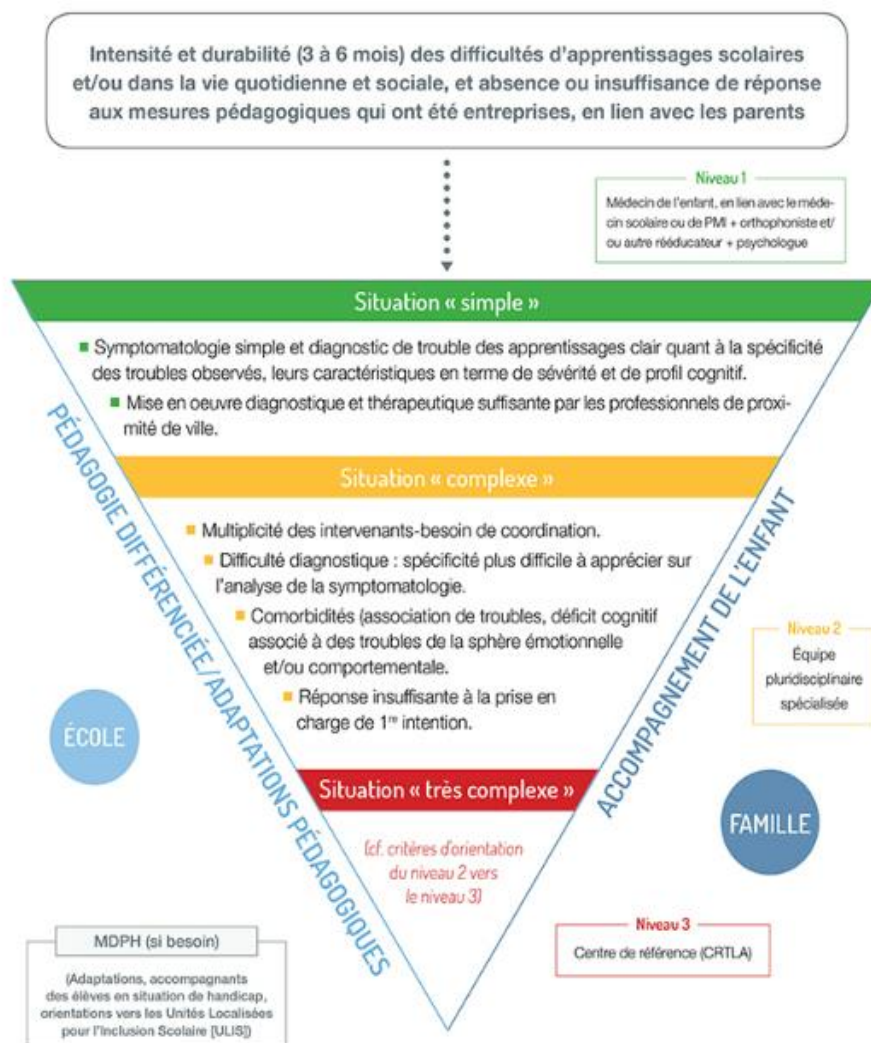 Intensité et durabilité (3 à 6 mois) des difficultés d'apprentissages scolaires
et/ou dans la vie quotidienne et sociale, et absence ou insuffisance de réponse
aux mesures pédagogiques qui ont été entreprises, en lien avec les parents
Niveau 1
Médecin de l'enfant, en lien avec le méde-
cin scolaire ou de PMI + orthophoniste et/
ou autre rééducateur + psychologue
Situation « simple »
■ Symptomatologie simple et diagnostic de trouble des apprentissages clair quant à la spécificité
des troubles observés, leurs caractéristiques en terme de sévérité et de profil cognitif.
■ Mise en oeuvre diagnostique et thérapeutique suffisante par les professionnels de proxi-
mité de ville.
Situation « complexe »
■ Multiplicité des intervenants-besoin de coordination.
■ Difficulté diagnostique : spécificité plus difficile à apprécier sur
l'analyse de la symptomatologie.
■ Comorbidités (association de troubles, déficit cognitif
associé à des troubles de la sphère émotionnelle
et/ou comportementale.
■ Réponse insuffisante à la prise en
charge de 1re intention.
PÉDAGOGIE DIFFÉRENCIÉE/ADAPTATIONS PÉDAGOGIQUES
ACCOMPAGNEMENT DE L'ENFANT
Niveau 2
Équipe
pluridisciplinaire
spécialisée
ÉCOLE
Situation « très complexe »
FAMILLE
(cf. critères d'orientation
du niveau 2 vers
le niveau 3)
Niveau 3
Centre de référence (CRTLA)
MDPH (si besoin)
(Adaptations, accompagnants
des élèves en situation de handicap,
orientations vers les Unités Localisées
pour l'Inclusion Scolaire [ULIS])